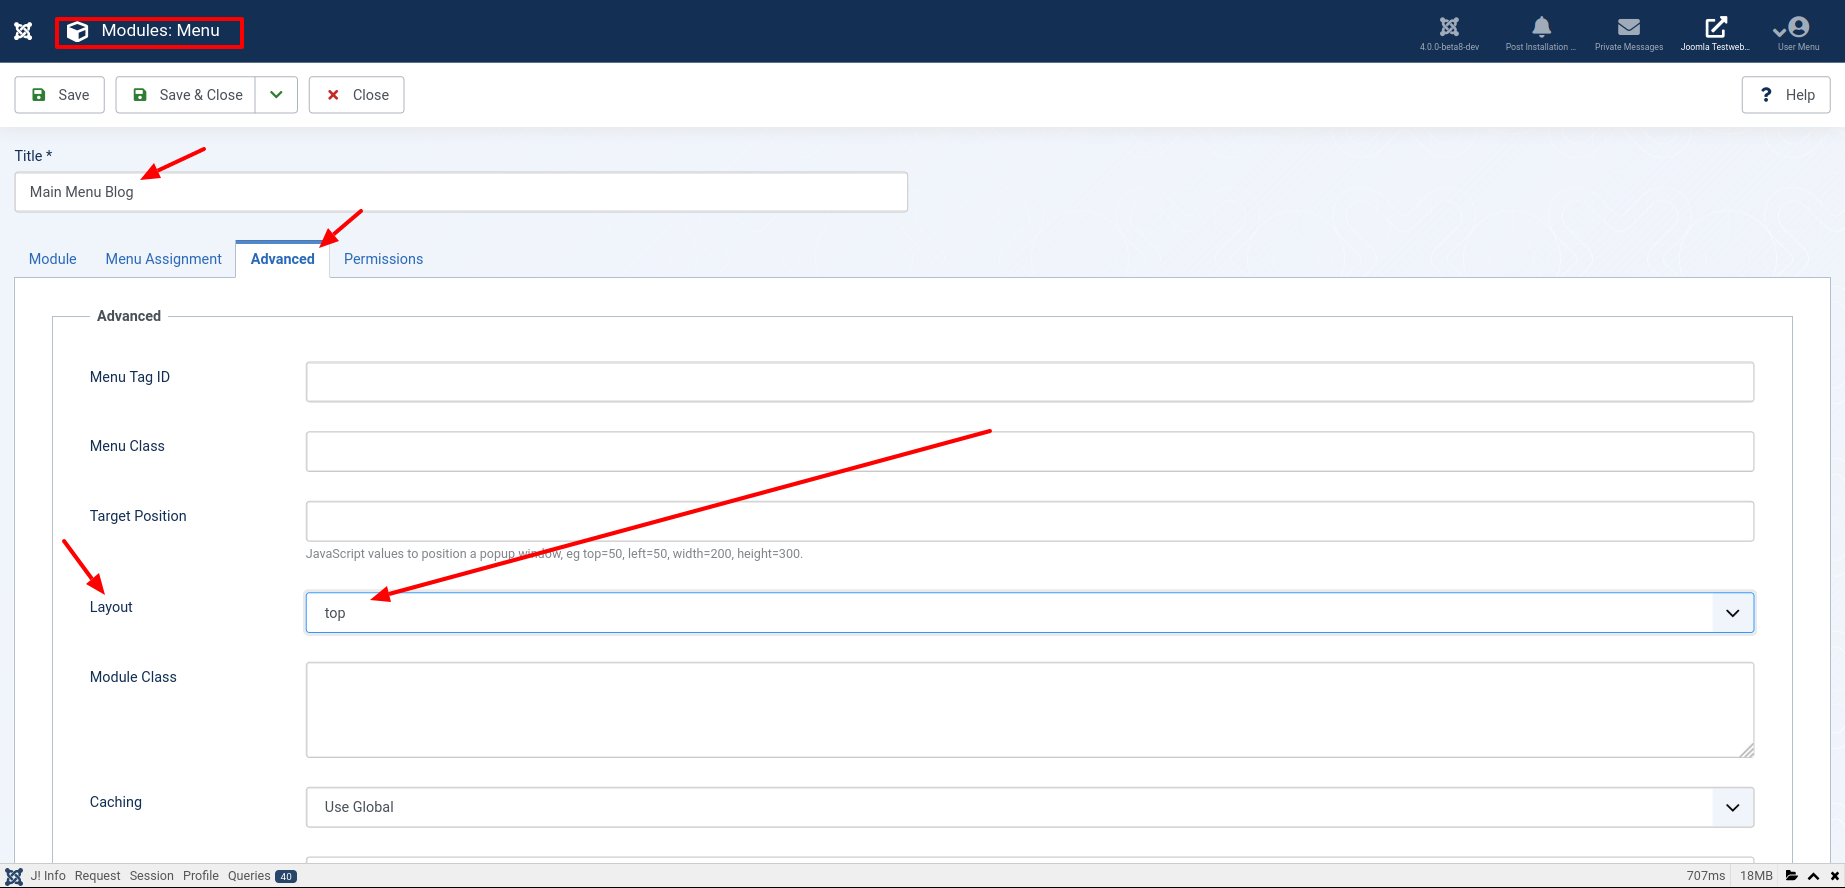 Modules: Menu
4.0.0-beta8-dev
Post Installation ...
Private Messages
Joomla Testweb...
User Menu
Save
Save & Close
Close
? Help
Title *
Main Menu Blog
Module
Menu Assignment
Advanced
Permissions
Advanced
Menu Tag ID
Menu Class
Target Position
JavaScript values to position a popup window, eg top=50, left=50, width=200, height=300.
Layout
top
Module Class
Caching
Use Global
J! Info Request Session Profile Queries 40
707ms 18MB